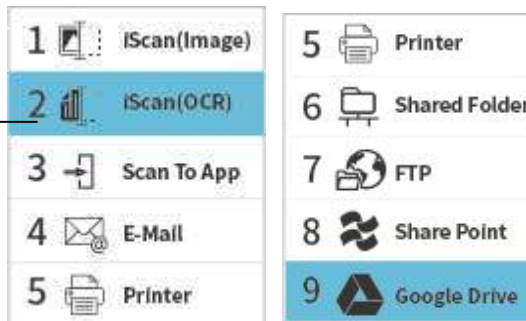 1 iScan(Image)
2 iScan(OCR)
3 Scan To App
4 E-Mail
5 Printer
5 Printer
6 Shared Folder
7 FTP
8 Share Point
9 Google Drive